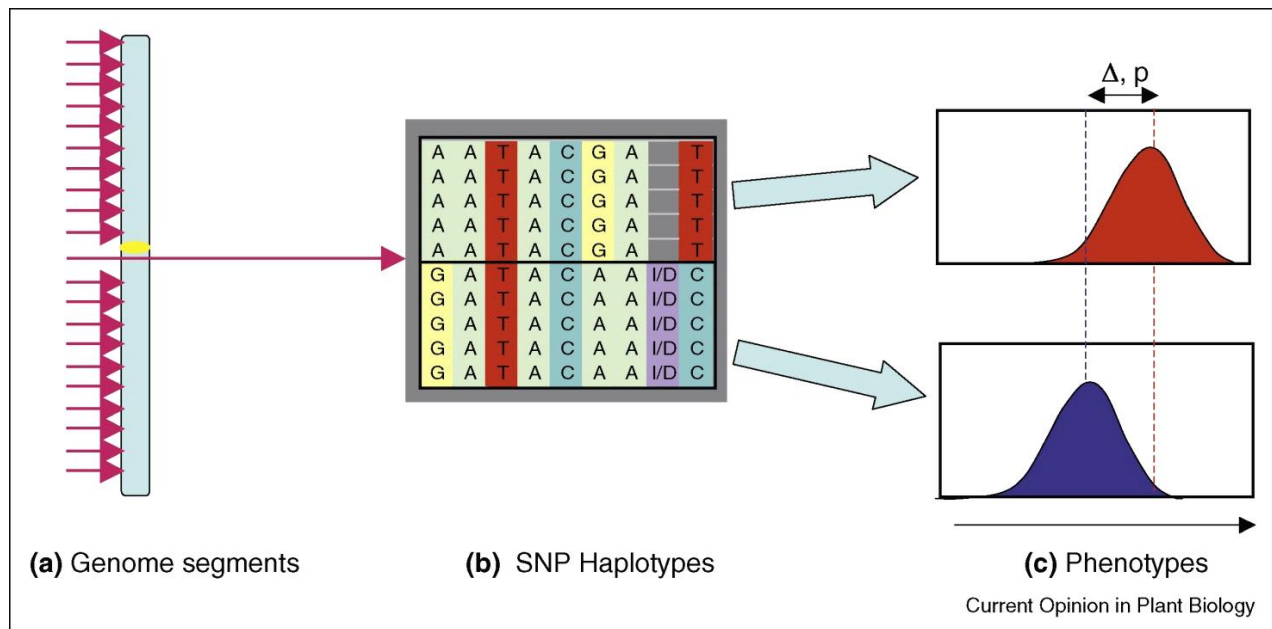 Δ, p
A A T A C G A T
A A T A C G A T
A A T A C G A T
A A T A C G A T
A A T A C G A T
G A T A C A A I/D C
G A T A C A A I/D C
G A T A C A A I/D C
G A T A C A A I/D C
G A T A C A A I/D C
(a) Genome segments
(b) SNP Haplotypes
(c) Phenotypes
Current Opinion in Plant Biology